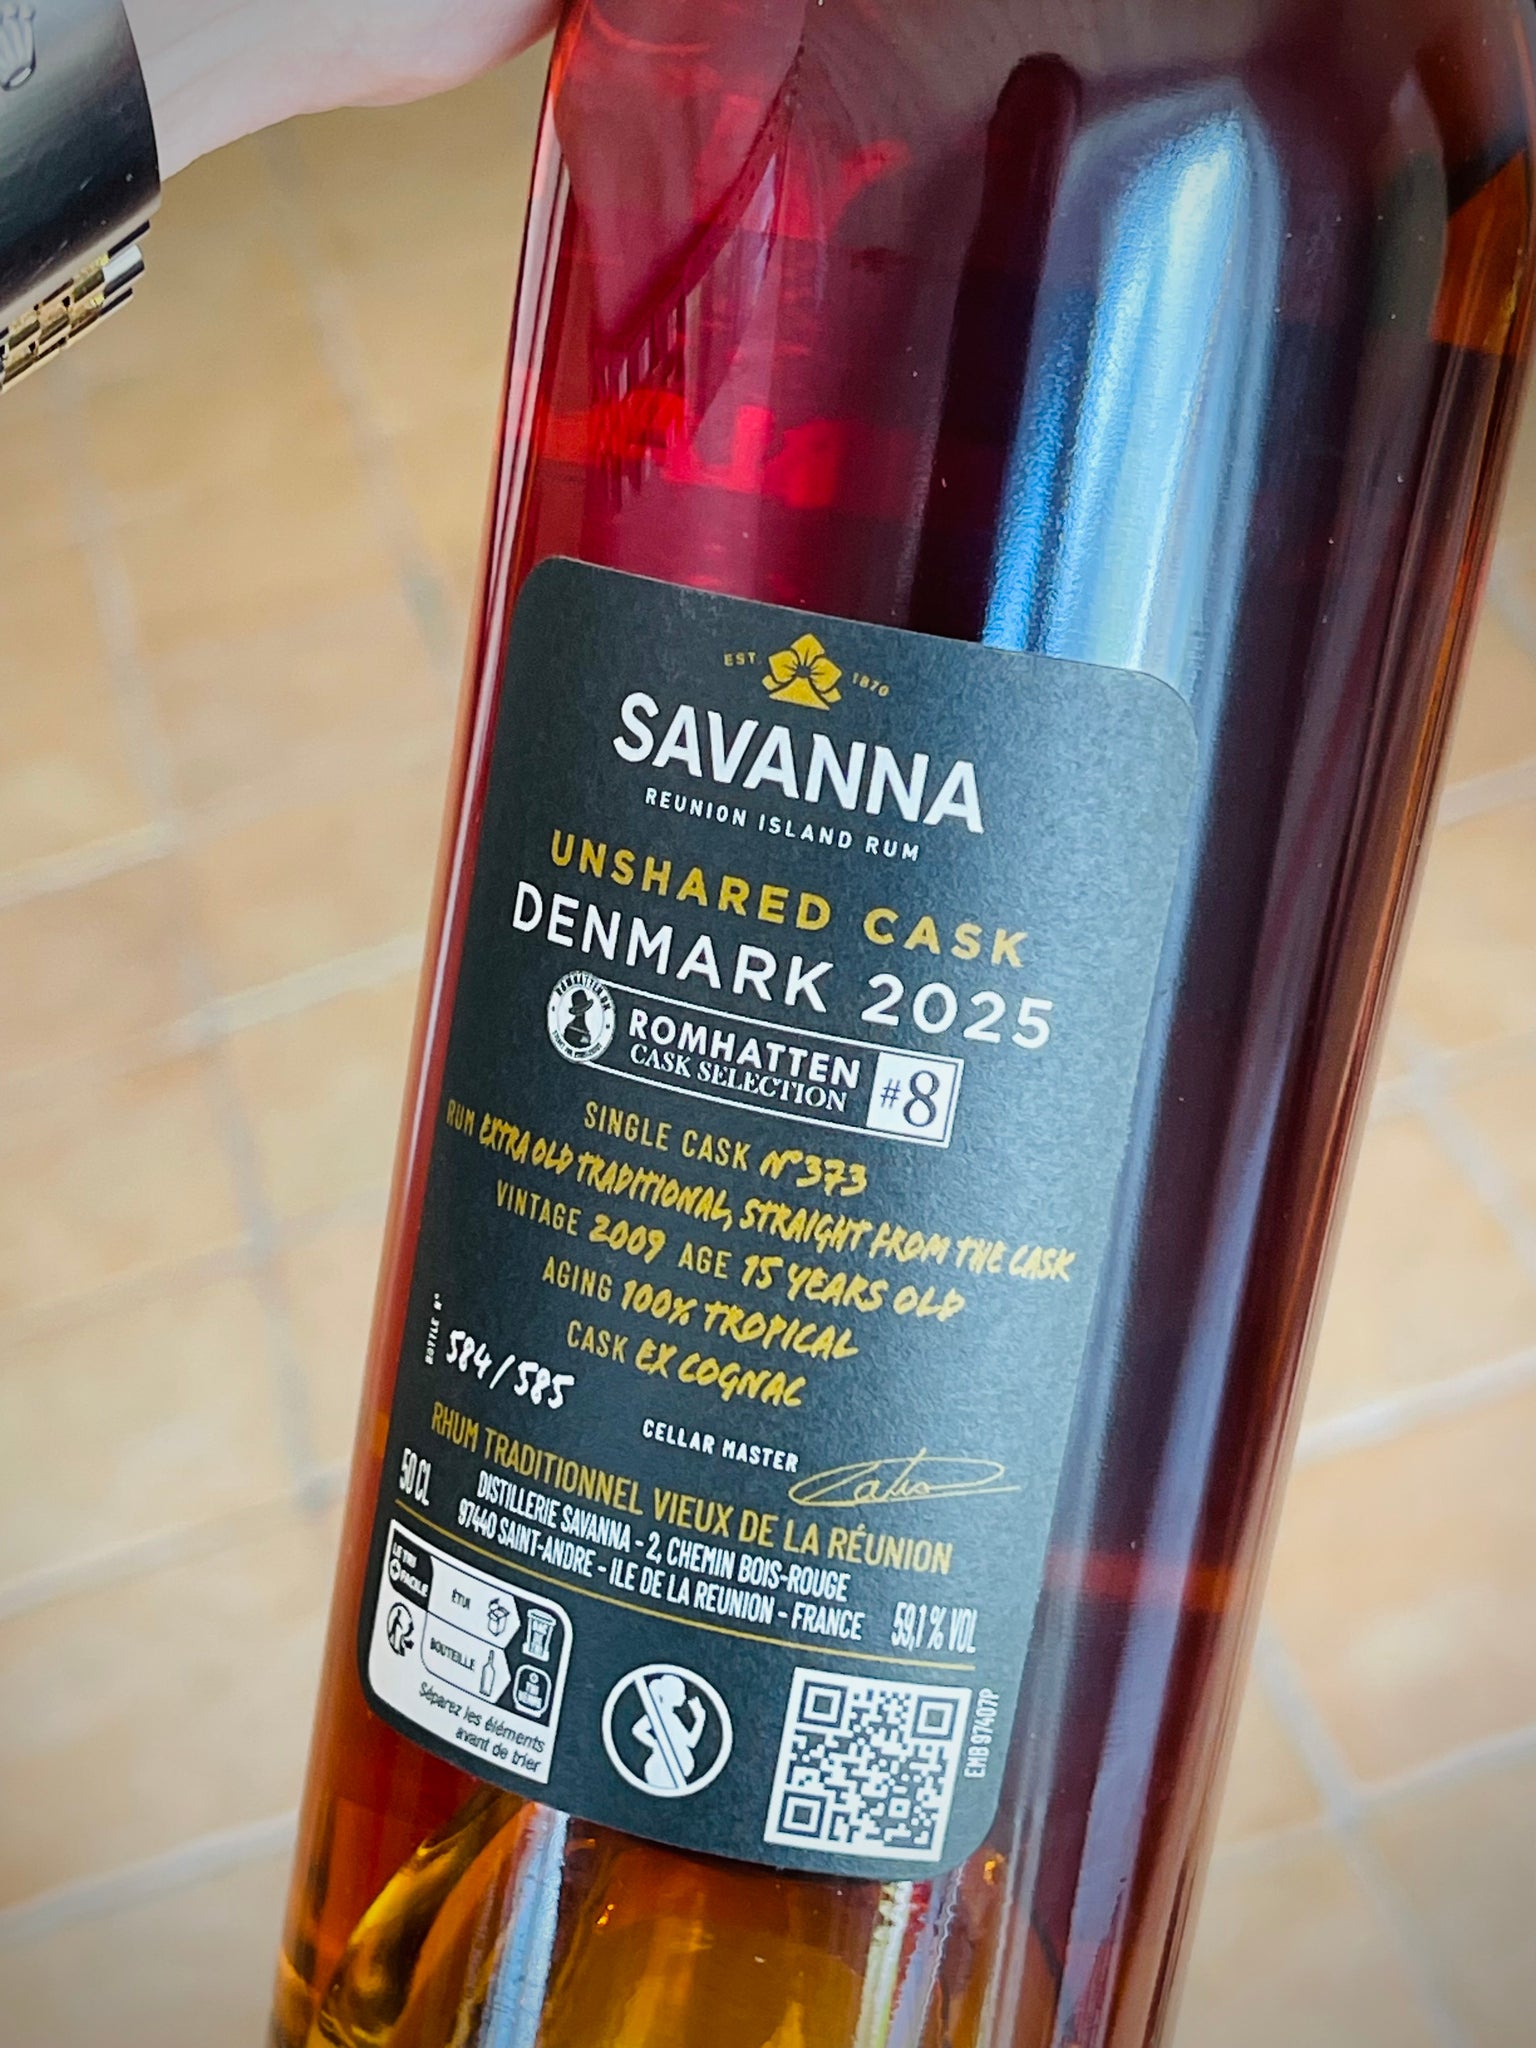 EST. 1870
SAVANNA
REUNION ISLAND RUM
UNSHARED CASK
DENMARK 2025
ROMHATTEN
CASK SELECTION
#8
SINGLE CASK N°373
RUM EXTRA OLD TRADITIONAL, STRAIGHT FROM THE CASK
VINTAGE 2009 AGE 15 YEARS OLD
AGING 100% TROPICAL
CASK EX COGNAC
BOTTLE N°
584/585
CELLAR MASTER
RHUM TRADITIONNEL VIEUX DE LA RÉUNION
50 CL
DISTILLERIE SAVANNA - 2, CHEMIN BOIS-ROUGE
97440 SAINT-ANDRE - ILE DE LA REUNION - FRANCE
59,1 % VOL
LE TRI
+ FACILE
ÉTUI
BOUTEILLE
Séparez les éléments
avant de trier
EMB 97407P